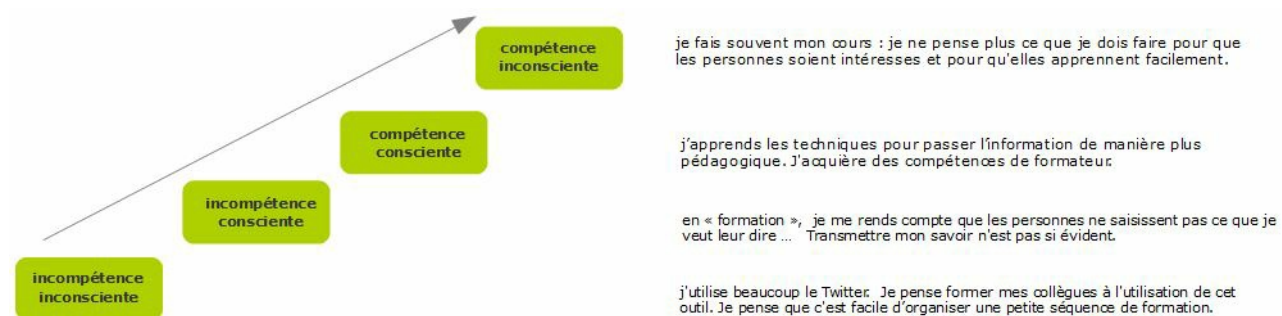 compétence
inconsciente
je fais souvent mon cours : je ne pense plus ce que je dois faire pour que
les personnes soient intéresses et pour qu'elles apprennent facilement.
compétence
consciente
j'apprends les techniques pour passer l'information de manière plus
pédagogique. J'acquière des compétences de formateur.
incompétence
consciente
en « formation », je me rends compte que les personnes ne saisissent pas ce que je
veut leur dire ... Transmettre mon savoir n'est pas si évident.
incompétence
inconsciente
j'utilise beaucoup le Twitter. Je pense former mes collègues à l'utilisation de cet
outil. Je pense que c'est facile d'organiser une petite séquence de formation.